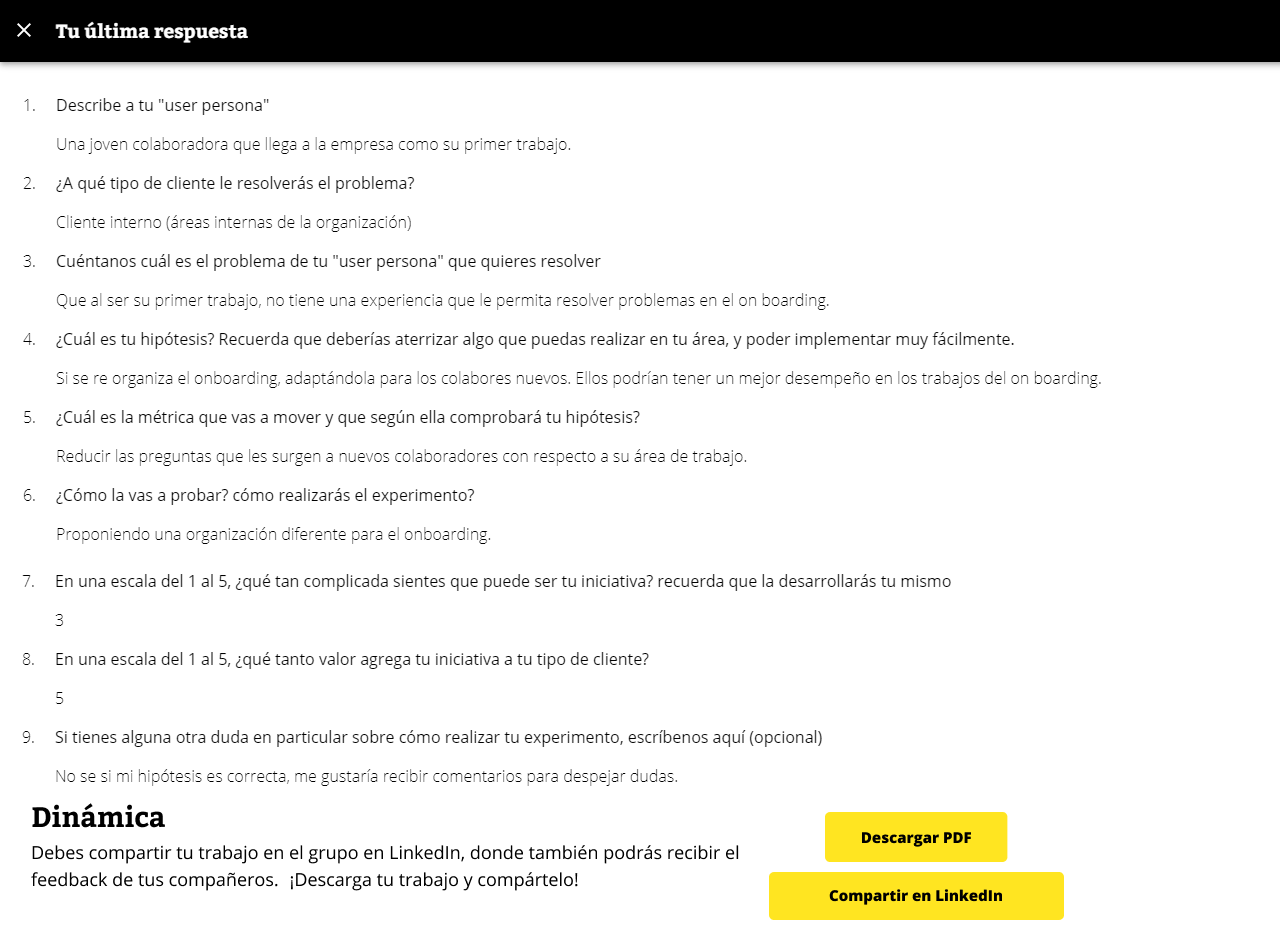 Tu última respuesta
1. Describe a tu "user persona"
Una joven colaboradora que llega a la empresa como su primer trabajo.
2. ¿A qué tipo de cliente le resolverás el problema?
Cliente interno (áreas internas de la organización)
3. Cuéntanos cuál es el problema de tu "user persona" que quieres resolver
Que al ser su primer trabajo, no tiene una experiencia que le permita resolver problemas en el on boarding.
4. ¿Cuál es tu hipótesis? Recuerda que deberías aterrizar algo que puedas realizar en tu área, y poder implementar muy fácilmente.
Si se re organiza el onboarding, adaptándola para los colabores nuevos. Ellos podrían tener un mejor desempeño en los trabajos del on boarding.
5. ¿Cuál es la métrica que vas a mover y que según ella comprobará tu hipótesis?
Reducir las preguntas que les surgen a nuevos colaboradores con respecto a su área de trabajo.
6. ¿Cómo la vas a probar? cómo realizarás el experimento?
Proponiendo una organización diferente para el onboarding.
7. En una escala del 1 al 5, ¿qué tan complicada sientes que puede ser tu iniciativa? recuerda que la desarrollarás tu mismo
3
8. En una escala del 1 al 5, ¿qué tanto valor agrega tu iniciativa a tu tipo de cliente?
5
9. Si tienes alguna otra duda en particular sobre cómo realizar tu experimento, escríbenos aquí (opcional)
No se si mi hipótesis es correcta, me gustaría recibir comentarios para despejar dudas.
Dinámica
Debes compartir tu trabajo en el grupo en LinkedIn, donde también podrás recibir el
feedback de tus compañeros. ¡Descarga tu trabajo y compártelo!
Descargar PDF
Compartir en LinkedIn